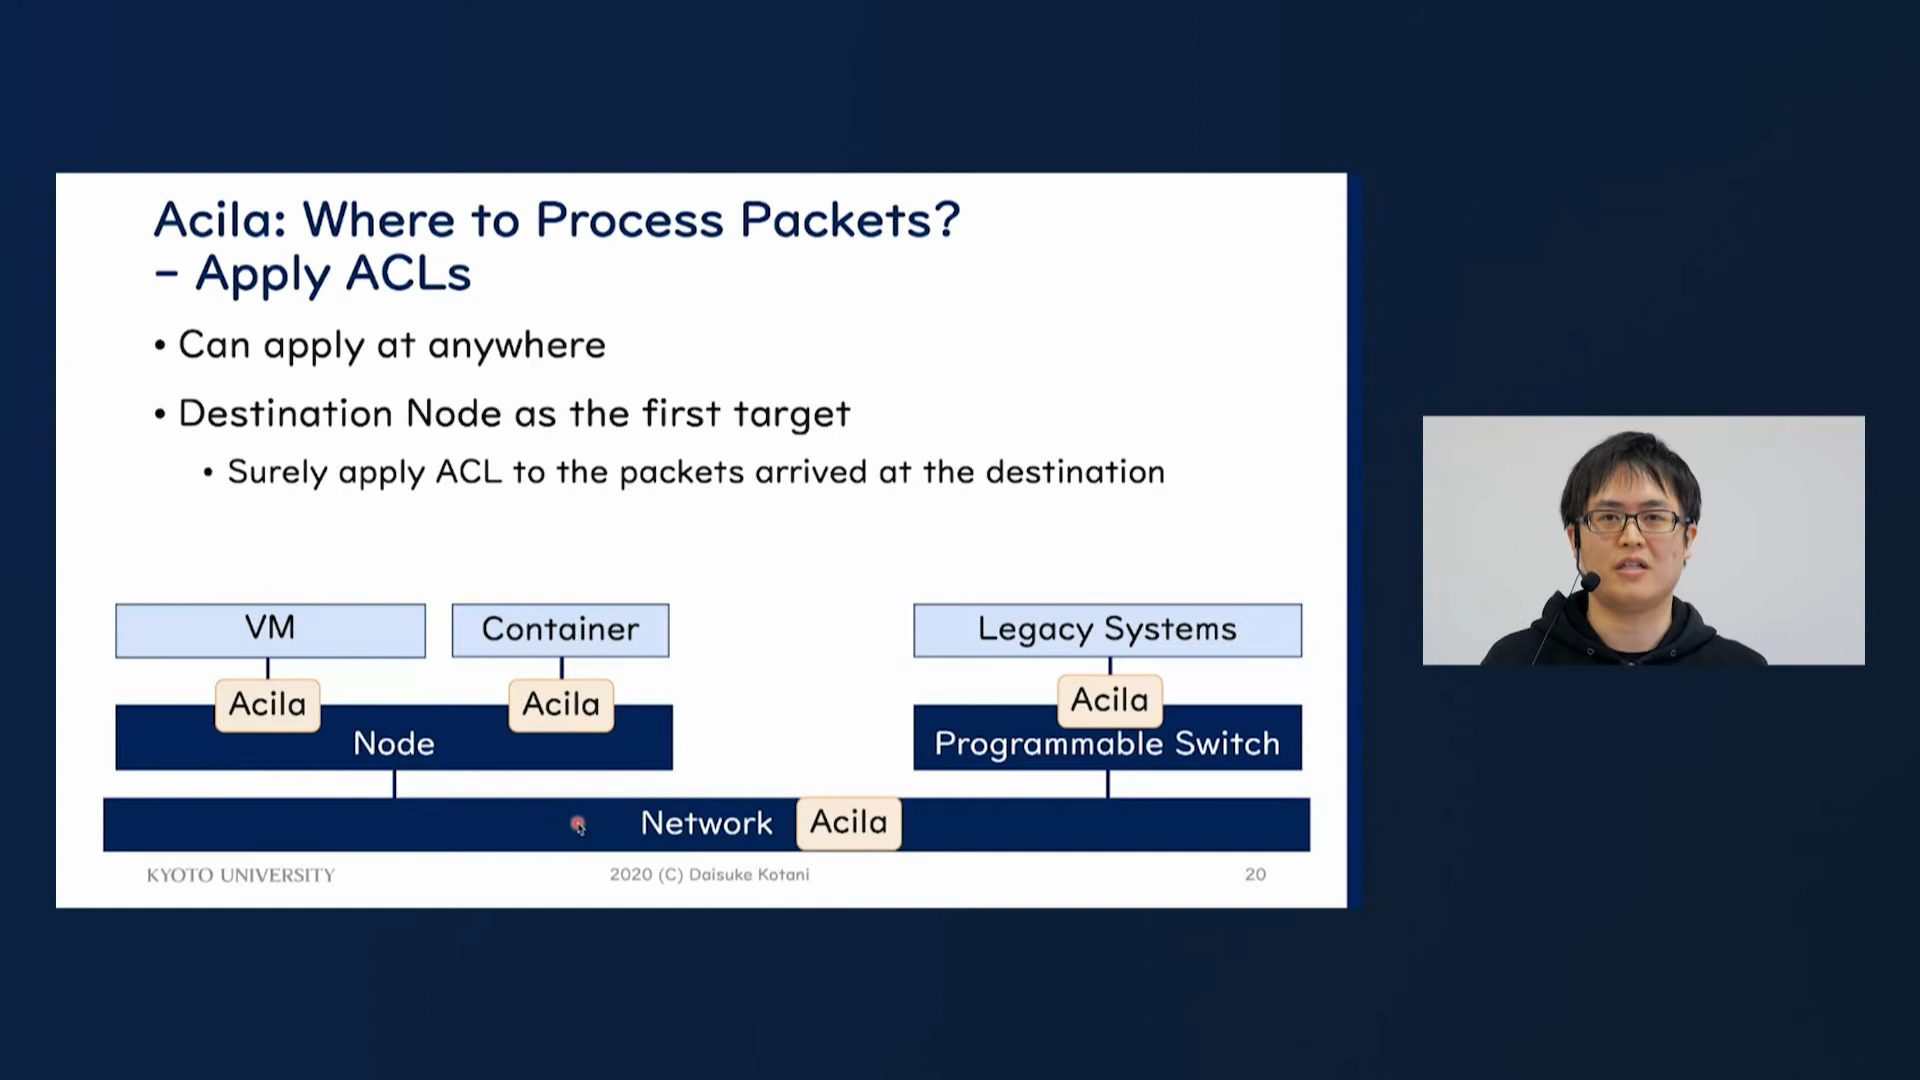 Acila: Where to Process Packets?
– Apply ACLs
• Can apply at anywhere
• Destination Node as the first target
• Surely apply ACL to the packets arrived at the destination
VM
Container
Legacy Systems
Acila
Acila
Acila
Node
Programmable Switch
Network
Acila
KYOTO UNIVERSITY
2020 (C) Daisuke Kotani
20